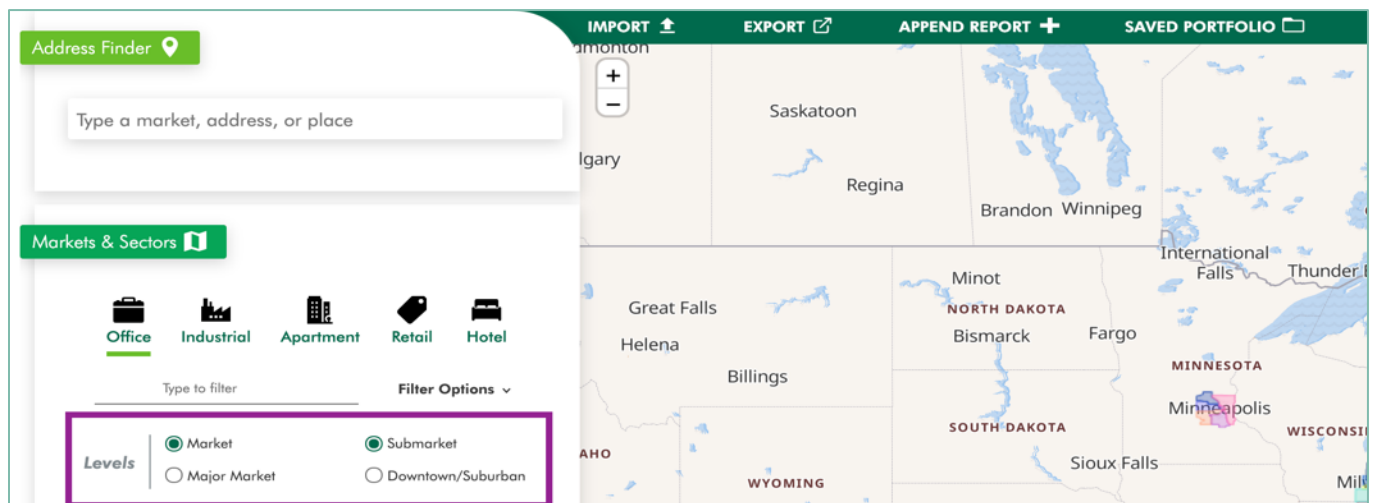 Address Finder
Type a market, address, or place
Markets & Sectors
Office Industrial Apartment Retail Hotel
Type to filter Filter Options
Levels
Market Submarket
Major Market Downtown/Suburban
IMPORT EXPORT APPEND REPORT SAVED PORTFOLIO
dmonton
+
−
Saskatoon
lgary
Regina
Brandon Winnipeg
International
Falls Thunder
Minot
Great Falls
NORTH DAKOTA
Bismarck Fargo
Helena
MINNESOTA
Billings
Minneapolis
SOUTH DAKOTA
WISCONSI
AHO
Sioux Falls
WYOMING
Mil